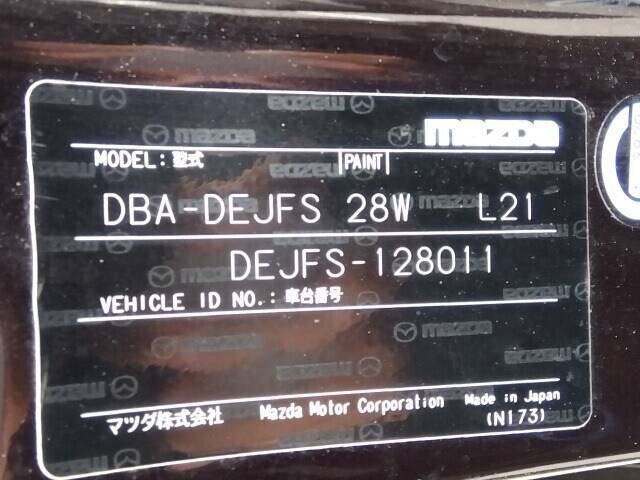 mazda
MODEL: 型式 |PAINT|
DBA-DEJFS 28W L21
DEJFS-128011
VEHICLE ID NO.: 車台番号
マツダ株式会社 Mazda Motor Corporation Made in Japan
(N173)